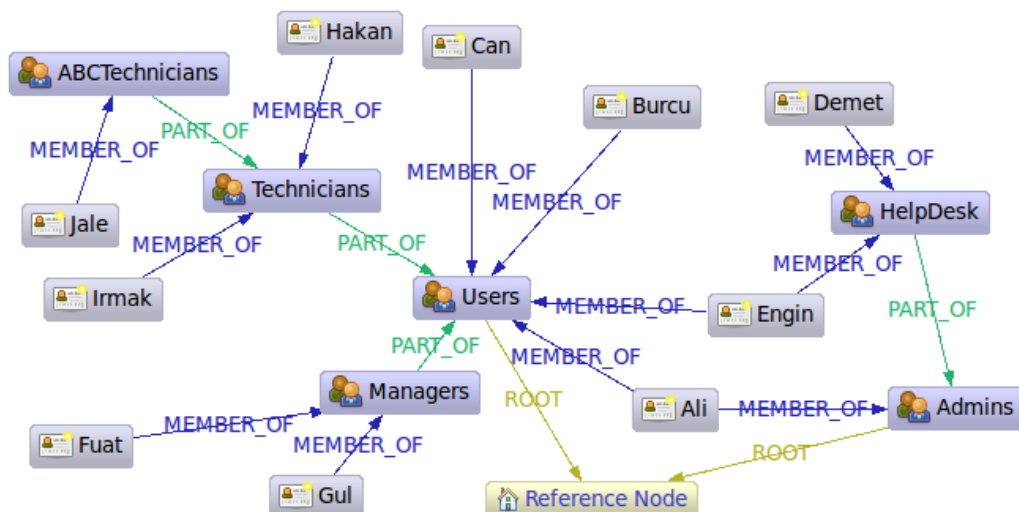 Hakan
Can
ABCTechnicians
Burcu
Demet
MEMBER_OF
PART_OF
MEMBER_OF
MEMBER_OF
Technicians
MEMBER_OF
MEMBER_OF
HelpDesk
Jale
MEMBER_OF
PART_OF
MEMBER_OF
Irmak
Users
MEMBER_OF
Engin
PART_OF
PART_OF
MEMBER_OF
Managers
ROOT
Ali
MEMBER_OF
Admins
Fuat
MEMBER_OF
MEMBER_OF
ROOT
Gul
Reference Node